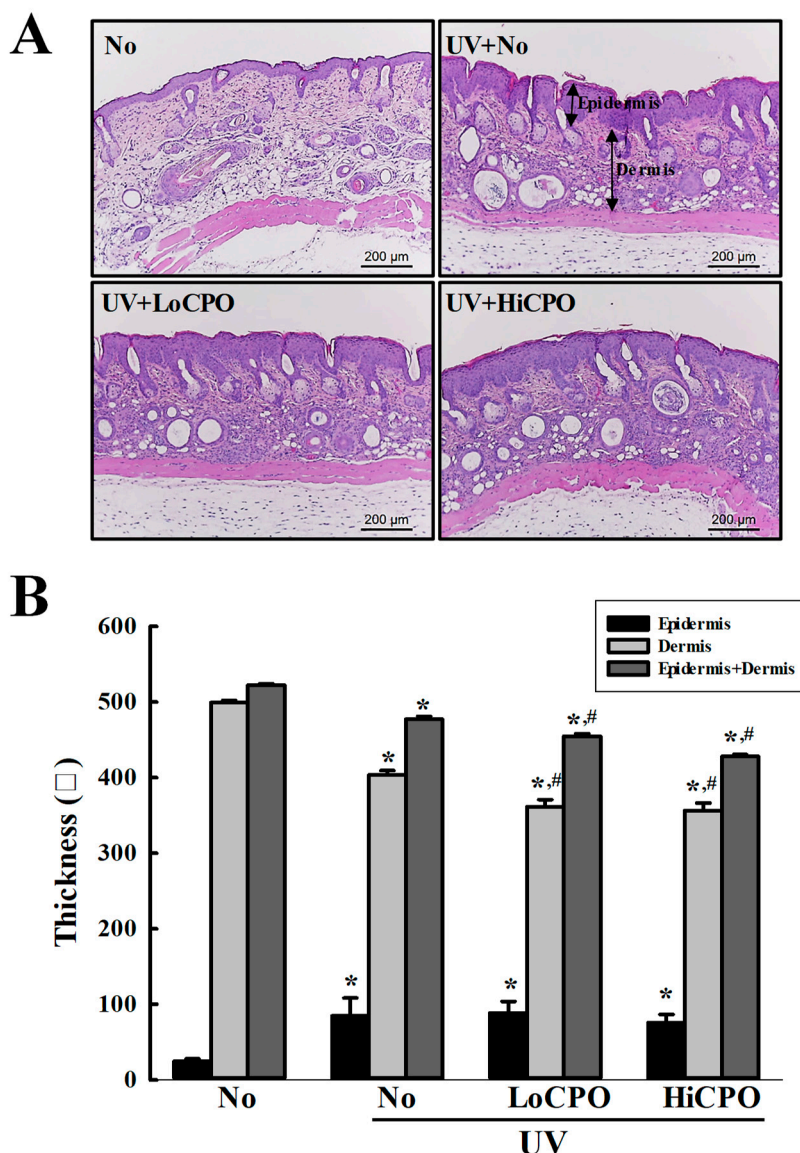 A
No
UV+No
Epidermis
Dermis
200 µm
200 µm
UV+LoCPO
UV+HiCPO
200 µm
200 µm
B
Epidermis
Dermis
Epidermis+Dermis
Thickness (□)
600
500
400
300
200
100
0
*
*
*
*
*,#
*,#
*
*,#
*,#
No
No
LoCPO
HiCPO
UV